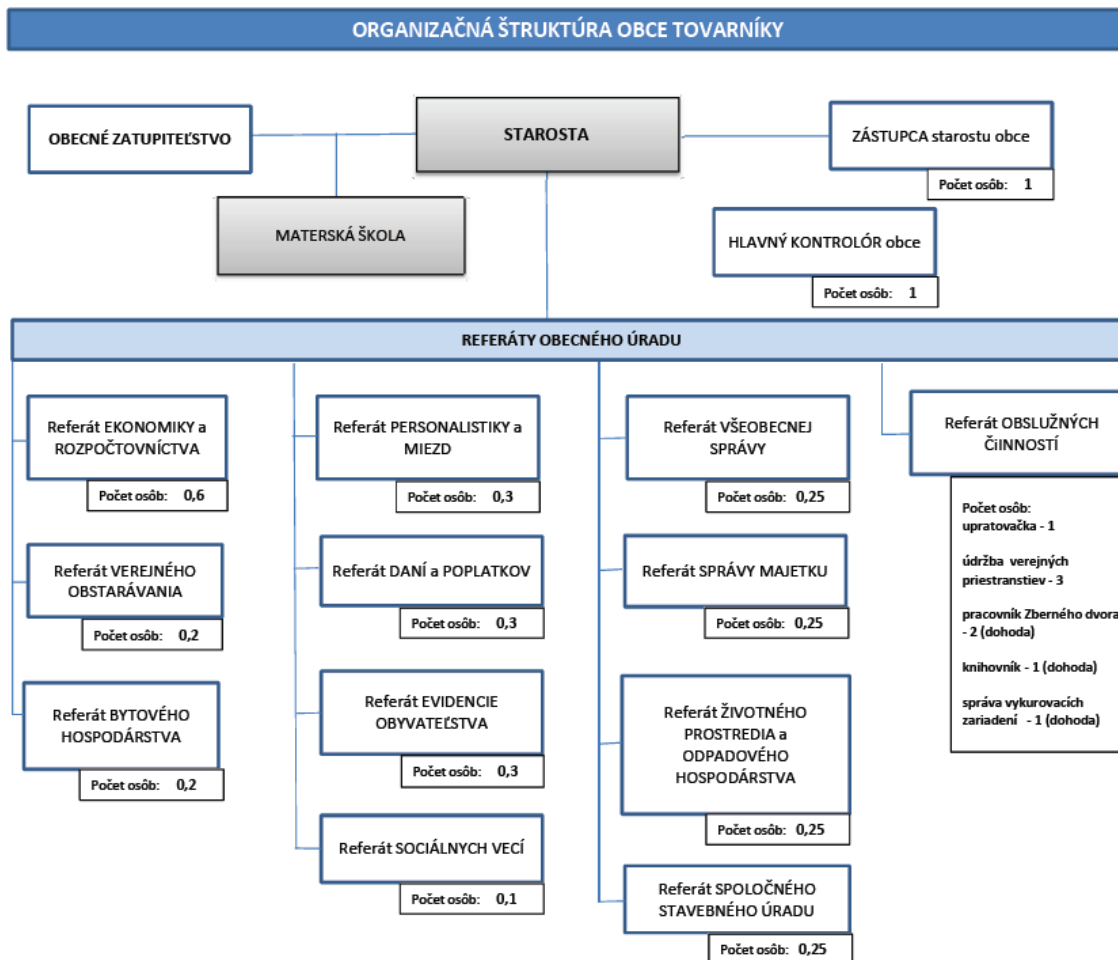 ORGANIZAČNÁ ŠTRUKTÚRA OBCE TOVARNÍKY
OBECNÉ ZATUPITEĽSTVO
STAROSTA
ZÁSTUPCA starostu obce
Počet osôb: 1
MATERSKÁ ŠKOLA
HLAVNÝ KONTROLÓR obce
Počet osôb: 1
REFERÁTY OBECNÉHO ÚRADU
Referát EKONOMIKY a
ROZPOČTOVNÍCTVA
Počet osôb: 0,6
Referát VEREJNÉHO
OBSTARÁVANIA
Počet osôb: 0,2
Referát BYTOVÉHO
HOSPODÁRSTVA
Počet osôb: 0,2
Referát PERSONALISTIKY a
MIEZD
Počet osôb: 0,3
Referát DANÍ a POPLATKOV
Počet osôb: 0,3
Referát EVIDENCIE
OBYVATEĽSTVA
Počet osôb: 0,3
Referát SOCIÁLNYCH VECÍ
Počet osôb: 0,1
Referát VŠEOBECNEJ
SPRÁVY
Počet osôb: 0,25
Referát SPRÁVY MAJETKU
Počet osôb: 0,25
Referát ŽIVOTNÉHO
PROSTREDIA a
ODPADOVÉHO
HOSPODÁRSTVA
Počet osôb: 0,25
Referát SPOLOČNÉHO
STAVEBNÉHO ÚRADU
Počet osôb: 0,25
Referát OBSLUŽNÝCH
ČiINNOSTÍ
Počet osôb:
upratovačka - 1
údržba verejných
priestranstiev - 3
pracovník Zberného dvora
- 2 (dohoda)
knihovník - 1 (dohoda)
správa vykurovacích
zariadení - 1 (dohoda)